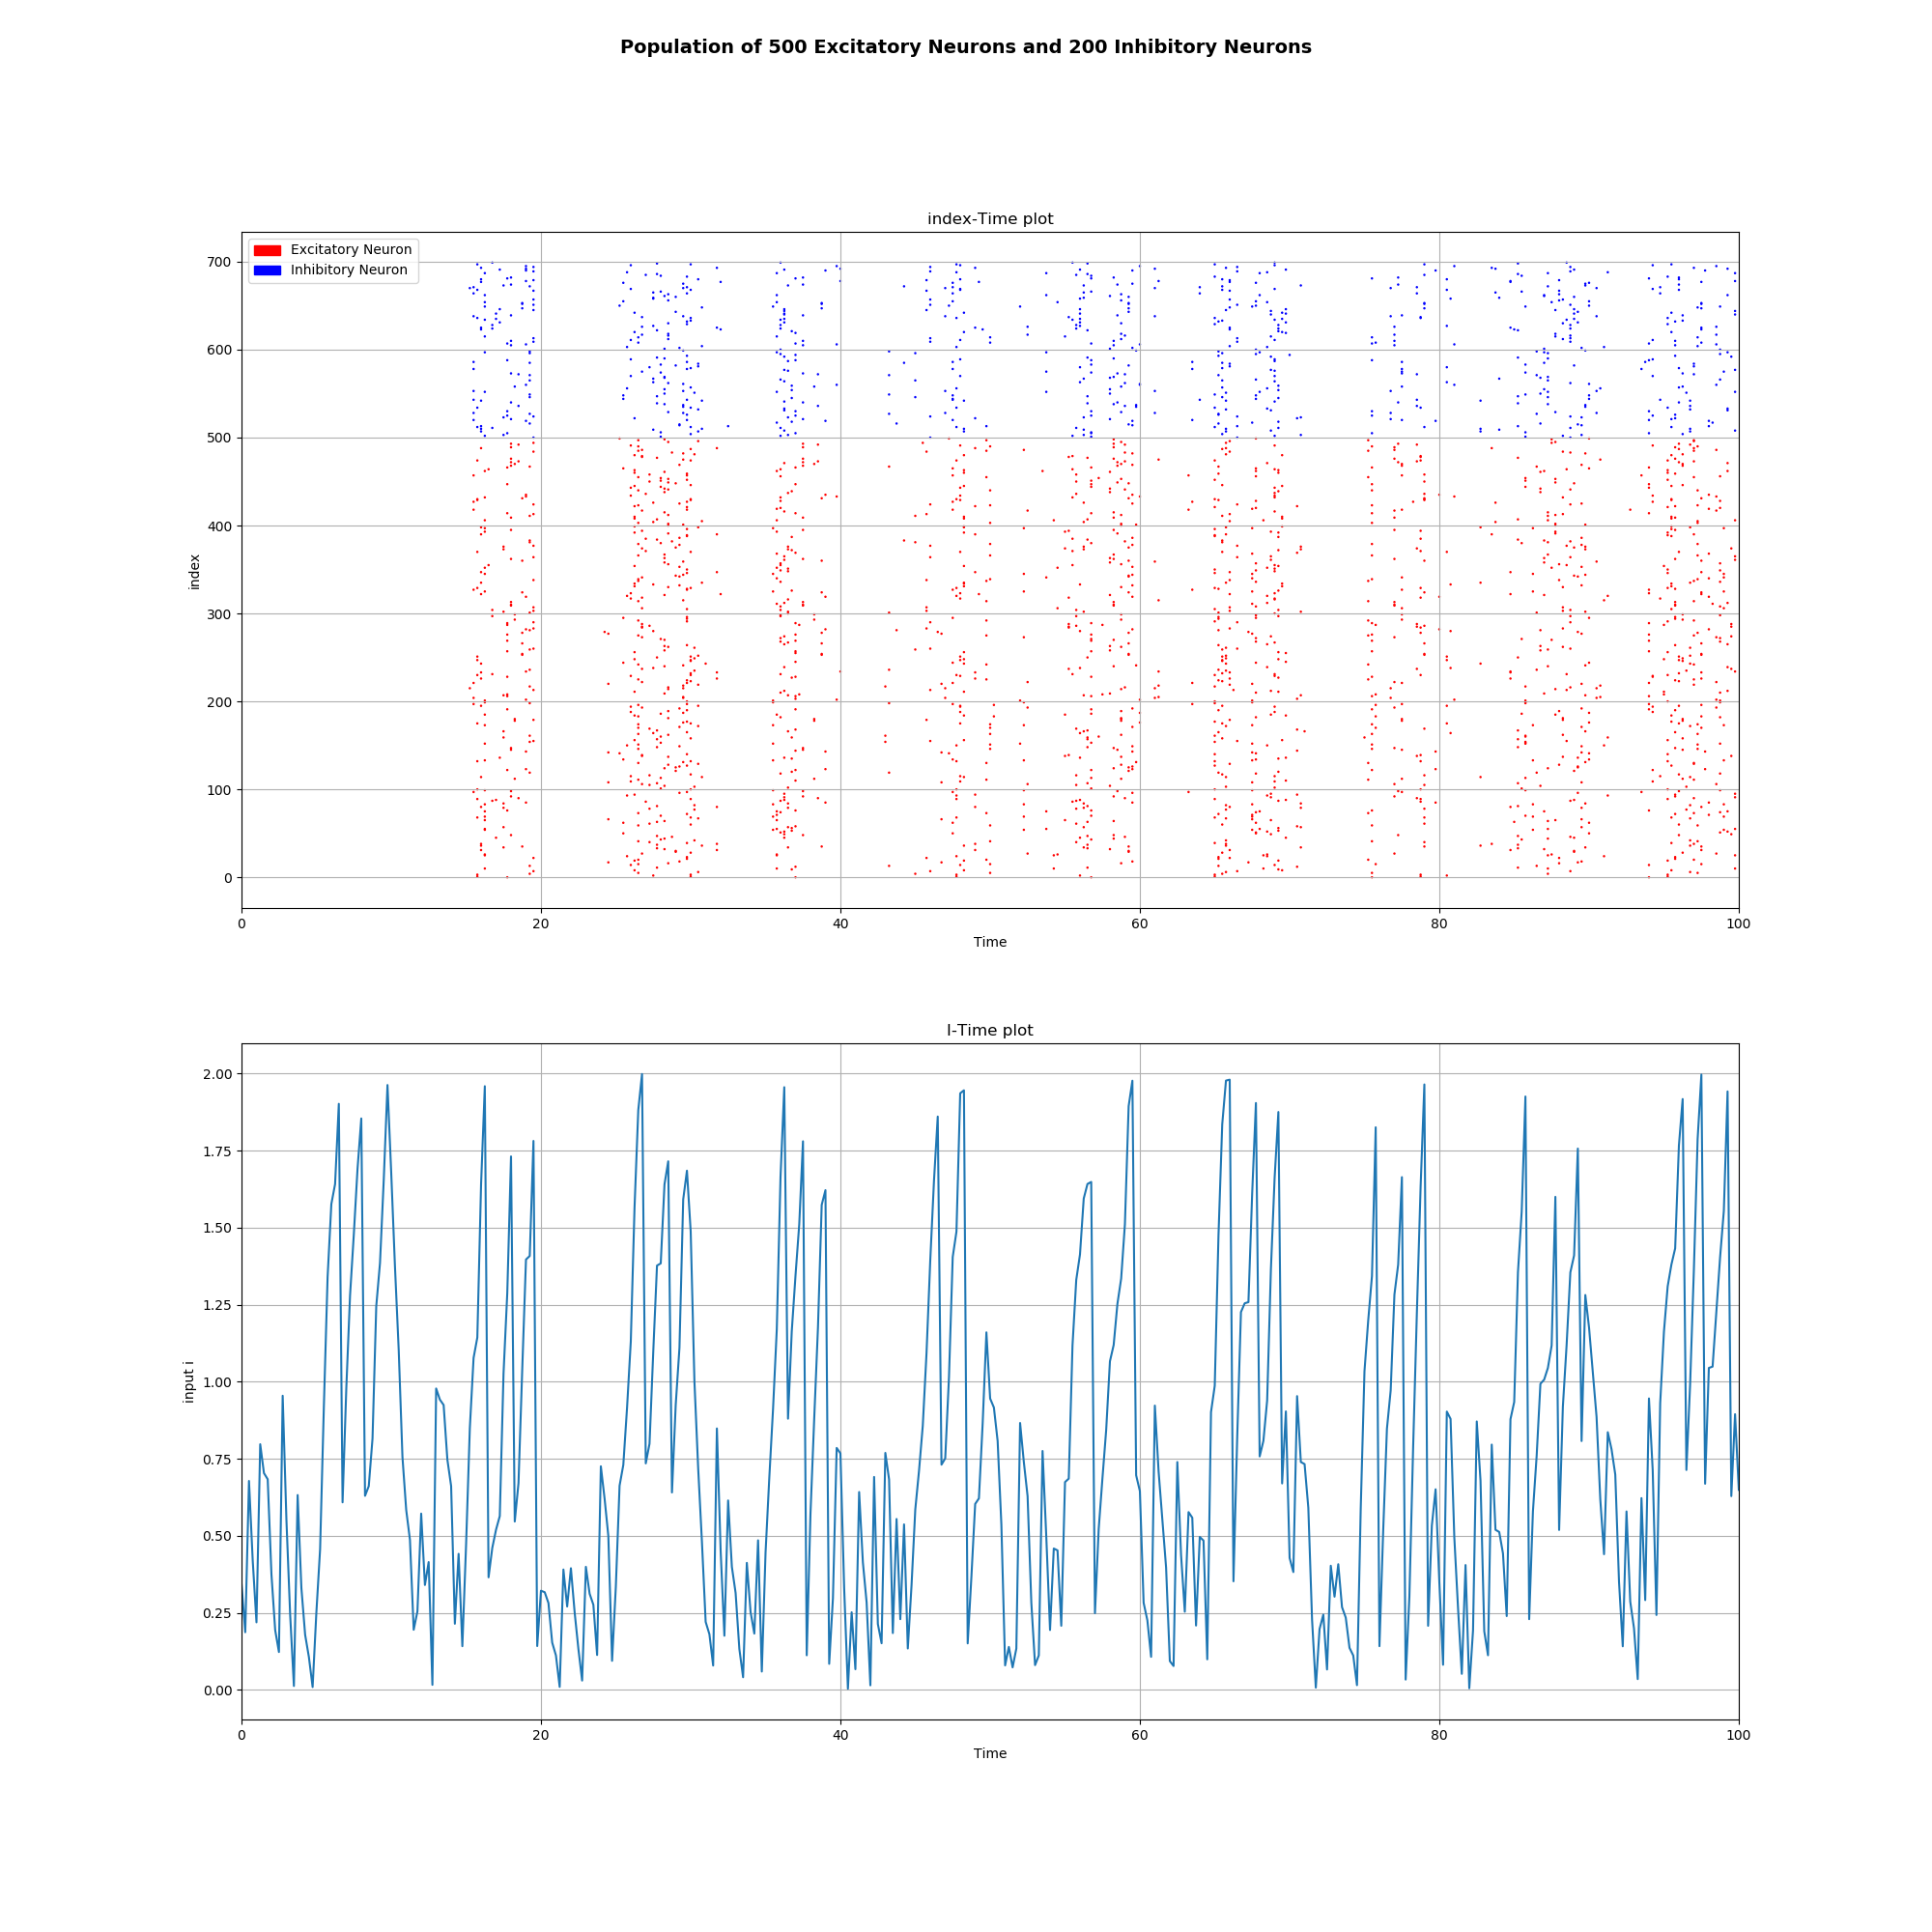 Population of 500 Excitatory Neurons and 200 Inhibitory Neurons
index-Time plot
Excitatory Neuron
Inhibitory Neuron
700
600
500
400
300
200
100
0
index
0 20 40 60 80 100
Time
I-Time plot
2.00
1.75
1.50
1.25
1.00
0.75
0.50
0.25
0.00
input i
0 20 40 60 80 100
Time